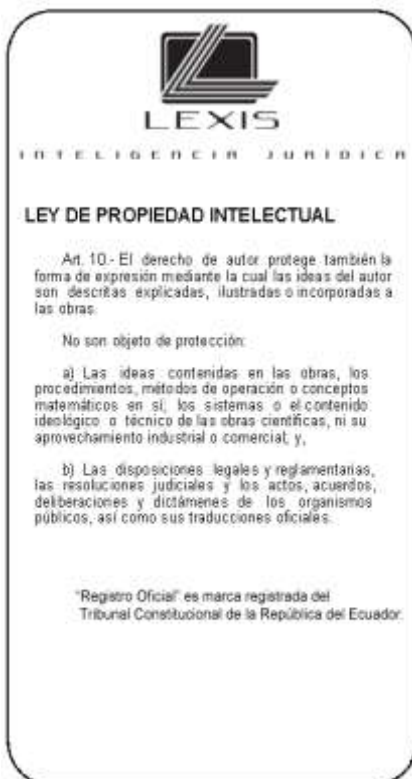 LEXIS
INTELIGENCIA JURÍDICA
LEY DE PROPIEDAD INTELECTUAL
Art. 10.- El derecho de autor protege también la
forma de expresión mediante la cual las ideas del autor
son descritas explicadas, ilustradas o incorporadas a
las obras.
No son objeto de protección:
a) Las ideas contenidas en las obras, los
procedimientos, métodos de operación o conceptos
matemáticos en sí; los sistemas o el contenido
ideológico o técnico de las obras científicas, ni su
aprovechamiento industrial o comercial; y,
b) Las disposiciones legales y reglamentarias,
las resoluciones judiciales y los actos, acuerdos,
deliberaciones y dictámenes de los organismos
públicos, así como sus traducciones oficiales.
"Registro Oficial" es marca registrada del
Tribunal Constitucional de la República del Ecuador.